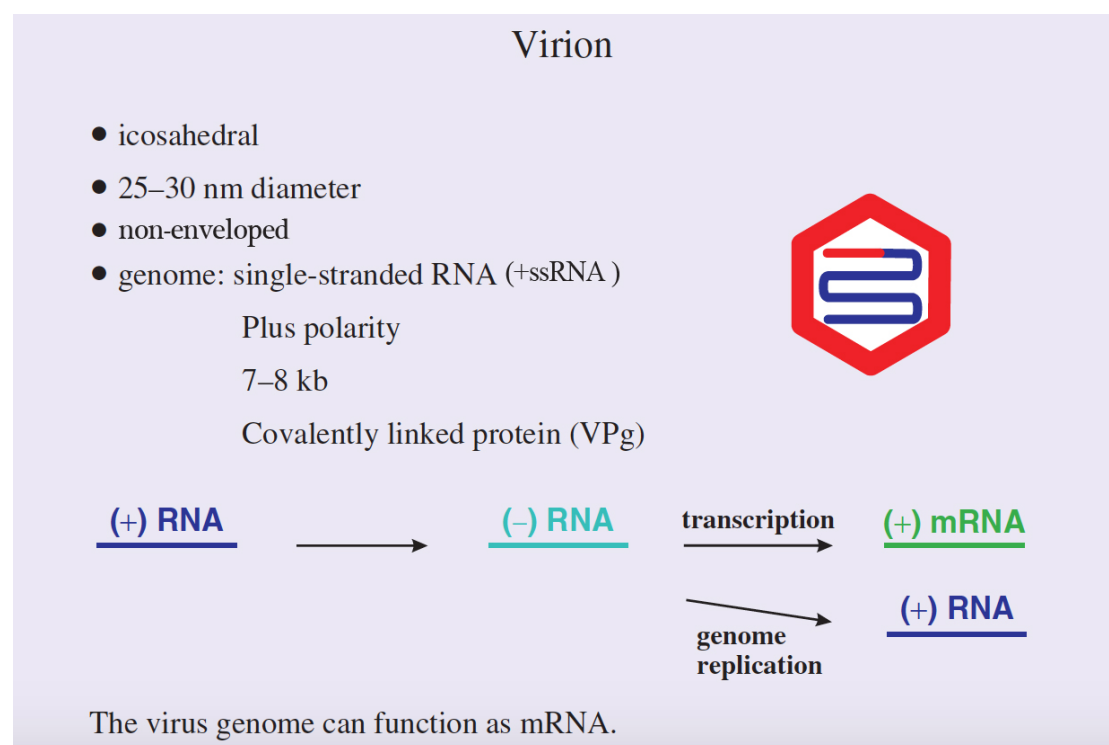 Virion
● icosahedral
● 25–30 nm diameter
● non-enveloped
● genome: single-stranded RNA (+ssRNA )
Plus polarity
7–8 kb
Covalently linked protein (VPg)
(+) RNA
(–) RNA
transcription
(+) mRNA
genome
replication
(+) RNA
The virus genome can function as mRNA.